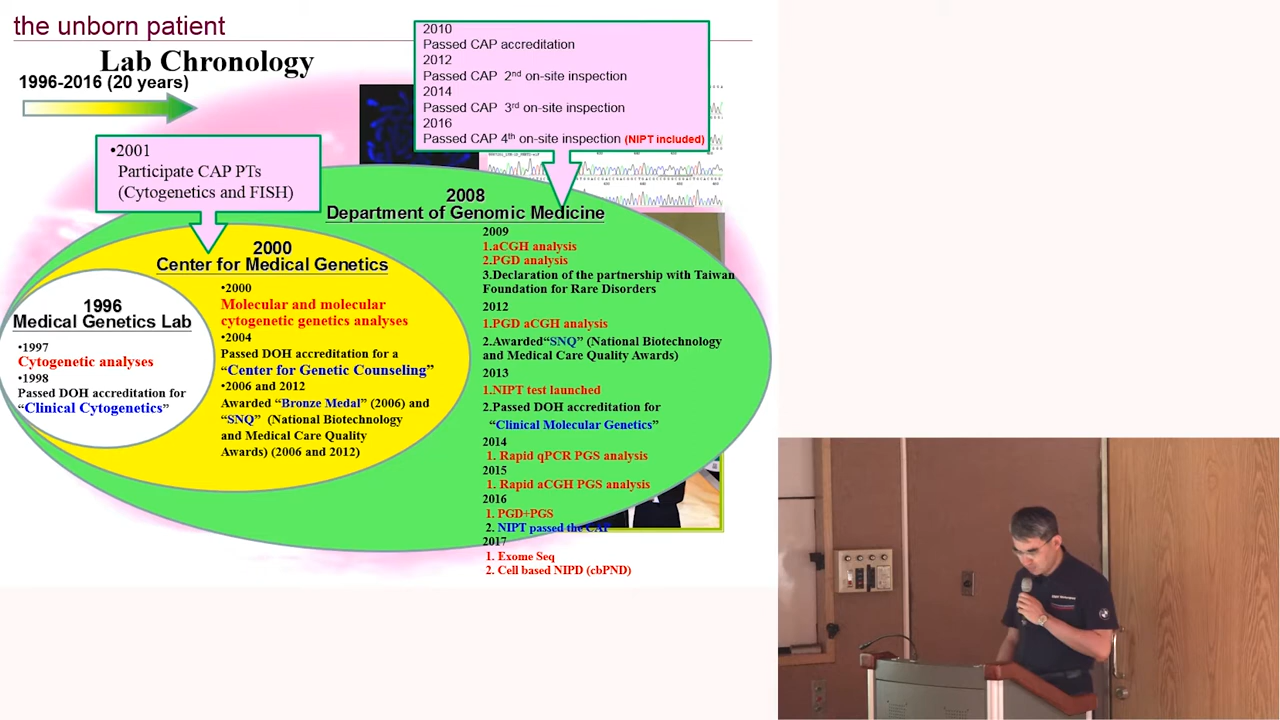 the unborn patient
Lab Chronology
1996-2016 (20 years)
2010
Passed CAP accreditation
2012
Passed CAP 2nd on-site inspection
2014
Passed CAP 3rd on-site inspection
2016
Passed CAP 4th on-site inspection (NIPT included)
•2001
Participate CAP PTs
(Cytogenetics and FISH)
1996
Medical Genetics Lab
•1997
Cytogenetic analyses
•1998
Passed DOH accreditation for
“Clinical Cytogenetics”
2000
Center for Medical Genetics
•2000
Molecular and molecular
cytogenetic genetics analyses
•2004
Passed DOH accreditation for a
“Center for Genetic Counseling”
•2006 and 2012
Awarded “Bronze Medal” (2006) and
“SNQ” (National Biotechnology
and Medical Care Quality
Awards) (2006 and 2012)
2008
Department of Genomic Medicine
2009
1.aCGH analysis
2.PGD analysis
3.Declaration of the partnership with Taiwan
Foundation for Rare Disorders
2012
1.PGD aCGH analysis
2.Awarded“SNQ” (National Biotechnology
and Medical Care Quality Awards)
2013
1.NIPT test launched
2.Passed DOH accreditation for
“Clinical Molecular Genetics”
2014
1. Rapid qPCR PGS analysis
2015
1. Rapid aCGH PGS analysis
2016
1. PGD+PGS
2. NIPT passed the CAP
2017
1. Exome Seq
2. Cell based NIPD (cbPND)